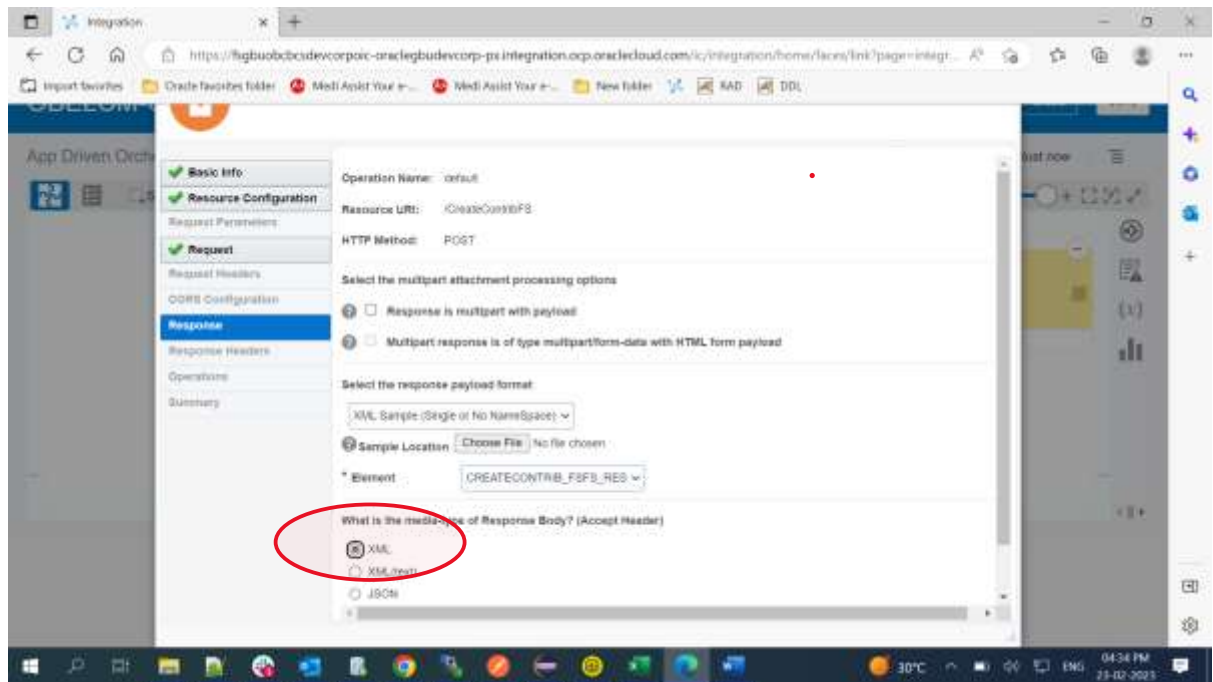 Integration
https://fsgbuobcbcsdevcorpoic-oraclegbudevcorp-px.integration.ocp.oraclecloud.com/ic/integration/home/faces/link?page=integr...
Import favorites
Oracle favorites folder
Medi Assist Your e-...
Medi Assist Your e-...
New folder
RAD
DDL
App Driven Orch
Just now
Basic Info
Resource Configuration
Request Parameters
Request
Request Headers
CORS Configuration
Response
Response Headers
Operations
Summary
Operation Name: default
Resource URI: /CreateContribFS
HTTP Method: POST
Select the multipart attachment processing options
Response is multipart with payload
Multipart response is of type multipart/form-data with HTML form payload
Select the response payload format
XML Sample (Single or No NameSpace)
Sample Location Choose File No file chosen
* Element CREATECONTRIB_FSFS_RES
What is the media-type of Response Body? (Accept Header)
XML
XML (text)
JSON
30°C
ENG
04:34 PM
23-02-2023